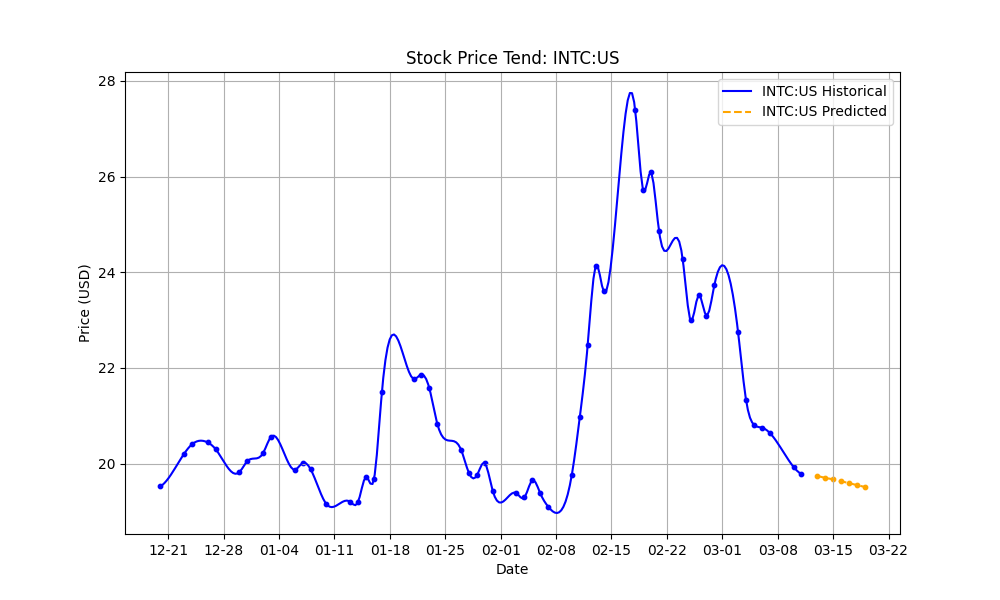 Stock Price Tend: INTC:US
INTC:US Historical
INTC:US Predicted
28
26
24
22
20
Price (USD)
12-21 12-28 01-04 01-11 01-18 01-25 02-01 02-08 02-15 02-22 03-01 03-08 03-15 03-22
Date